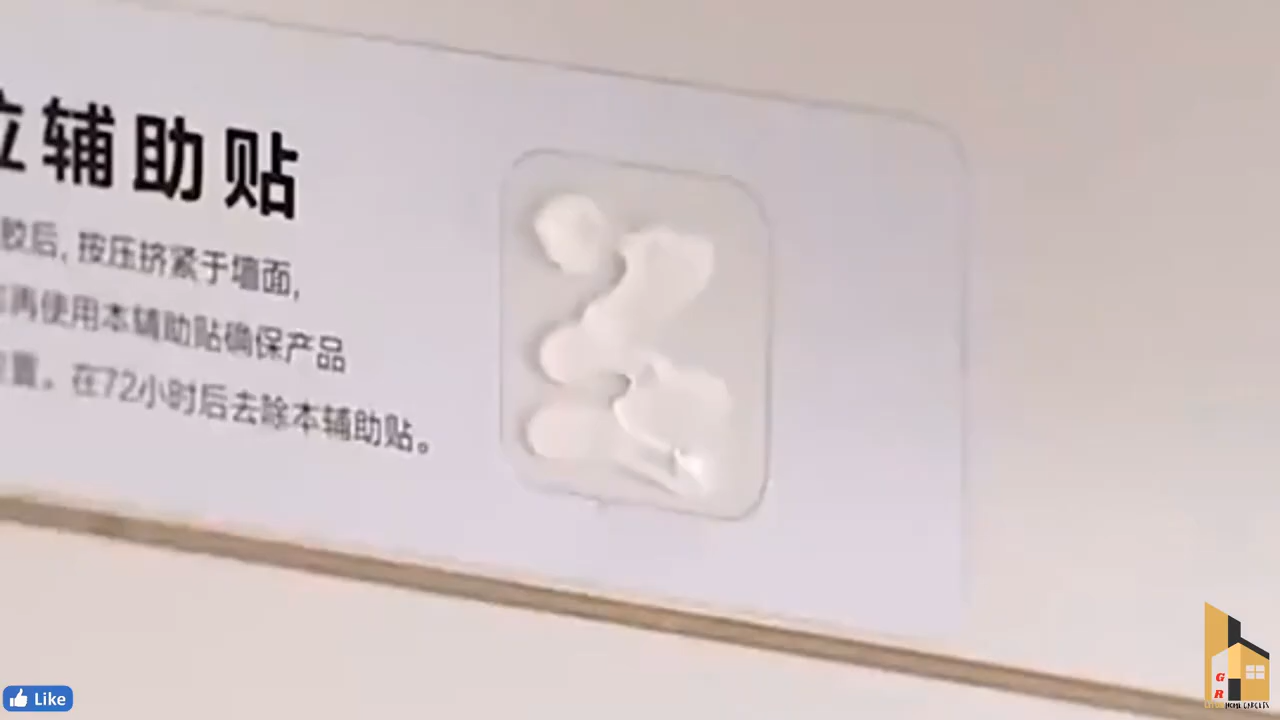 辅助贴
胶后, 按压挤紧于墙面,
再使用本辅助贴确保产品
置。在72小时后去除本辅助贴。
Like
G
R